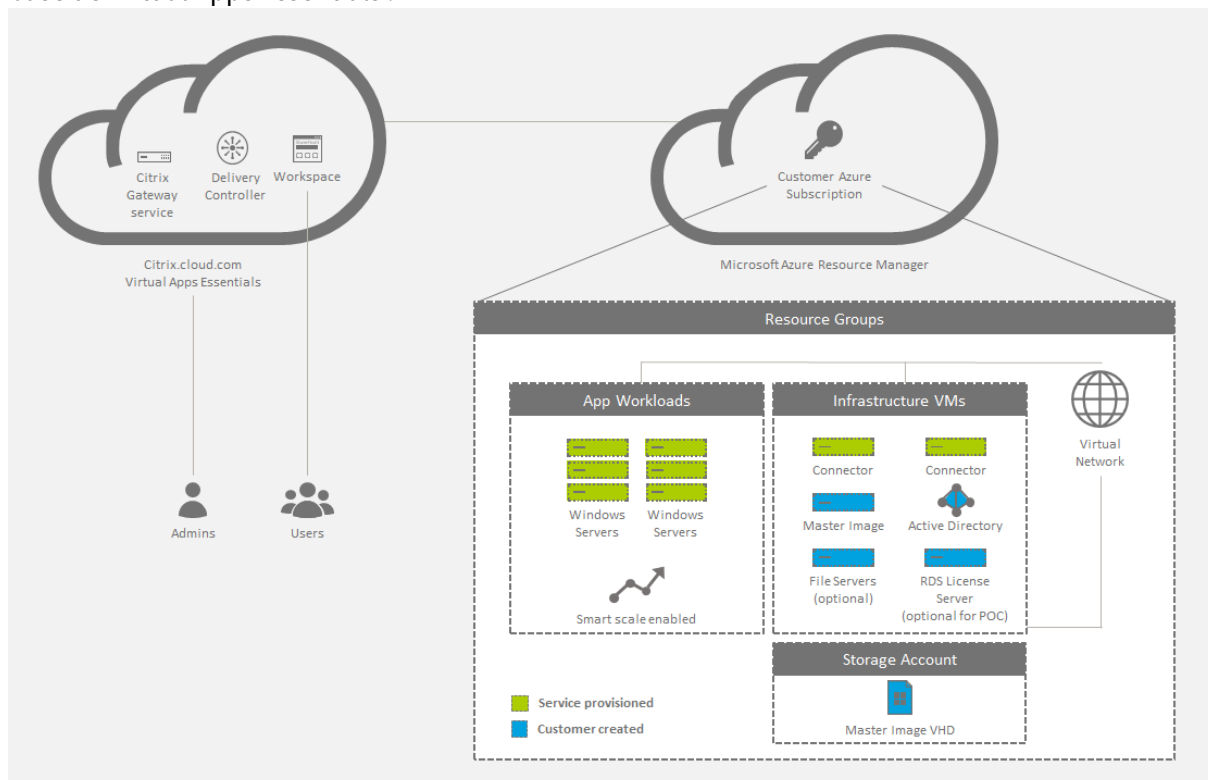 Citrix
Gateway
service
Delivery
Controller
Workspace
Citrix.cloud.com
Virtual Apps Essentials
Customer Azure
Subscription
Microsoft Azure Resource Manager
Admins
Users
Resource Groups
App Workloads
Windows
Servers
Windows
Servers
Smart scale enabled
Infrastructure VMs
Connector
Connector
Master Image
Active Directory
File Servers
(optional)
RDS License
Server
(optional for POC)
Virtual
Network
Storage Account
Master Image VHD
Service provisioned
Customer created